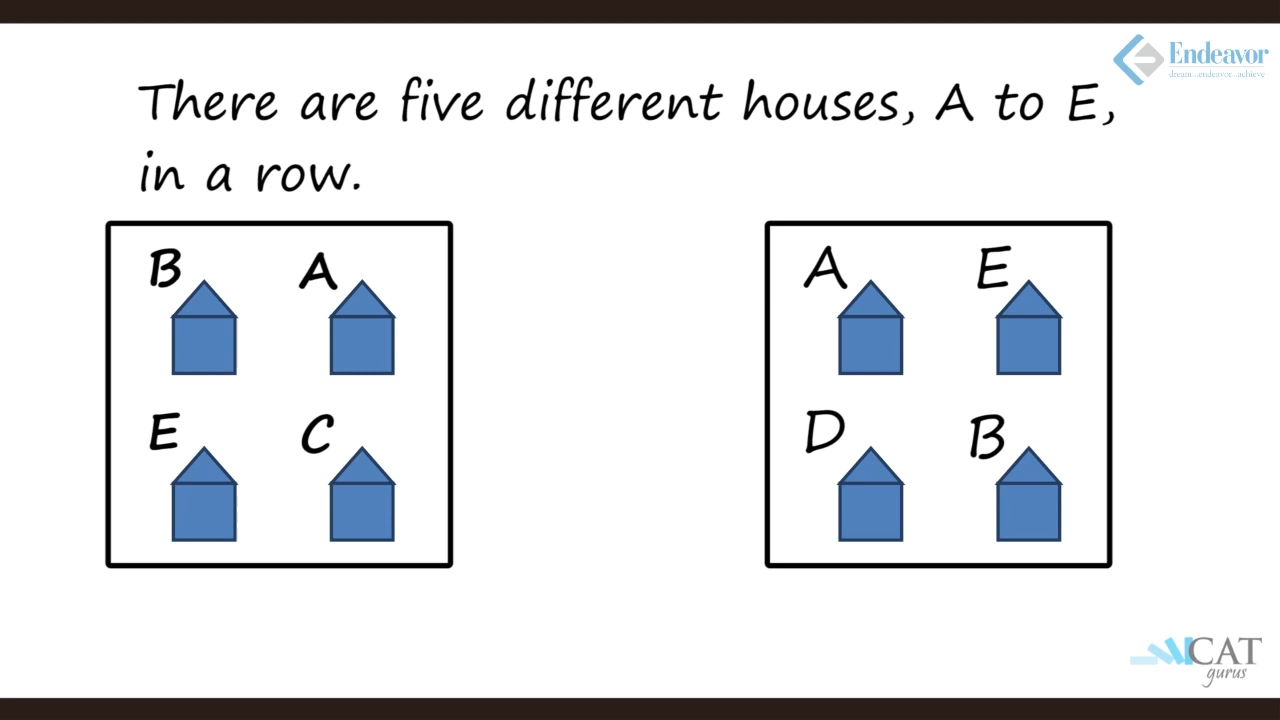 Endeavor
dream...endeavor...achieve
There are five different houses, A to E,
in a row.
B A
E C
A E
D B
CAT
gurus